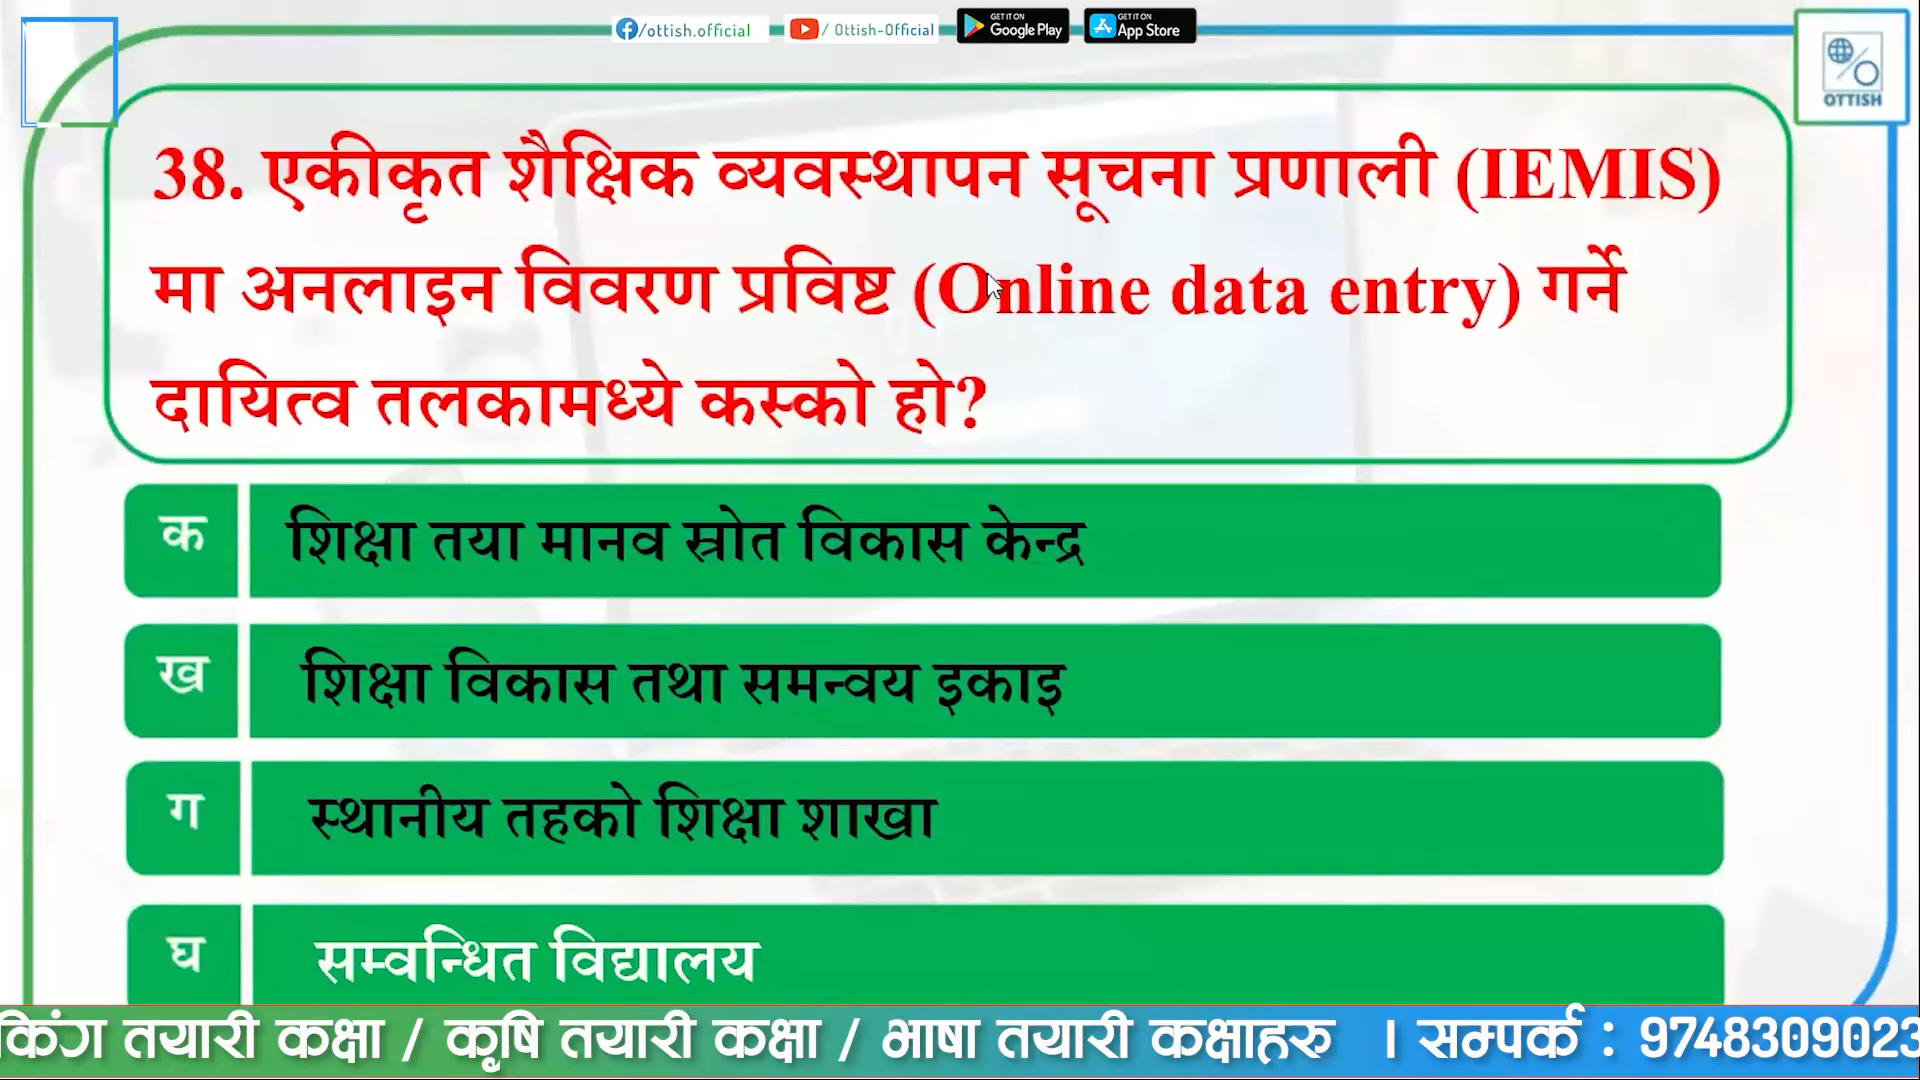 /ottish.official
/ Ottish-Official
GET IT ON
Google Play
GET IT ON
App Store
OTTISH
38. एकीकृत शैक्षिक व्यवस्थापन सूचना प्रणाली (IEMIS)
मा अनलाइन विवरण प्रविष्ट (Online data entry) गर्ने
दायित्व तलकामध्ये कस्को हो?
क शिक्षा तया मानव स्रोत विकास केन्द्र
ख शिक्षा विकास तथा समन्वय इकाइ
ग स्थानीय तहको शिक्षा शाखा
घ सम्वन्धित विद्यालय
किंग तयारी कक्षा / कृषि तयारी कक्षा / भाषा तयारी कक्षाहरु । सम्पर्क : 9748309023